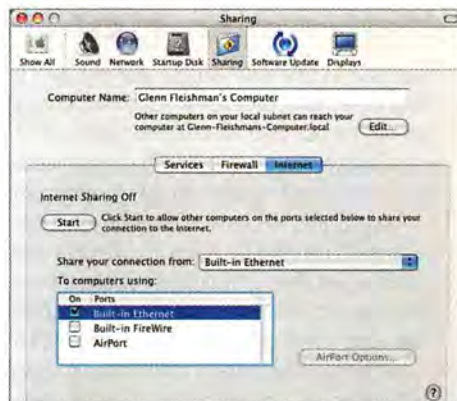 Sharing
Show All Sound Network Startup Disk Sharing Software Update Displays
Computer Name: Glenn Fleishman's Computer
Other computers on your local subnet can reach your
computer at Glenn-Fleishmans-Computer.local
Edit...
Services Firewall Internet
Internet Sharing Off
Start Click Start to allow other computers on the ports selected below to share your
connection to the Internet.
Share your connection from: Built-in Ethernet
To computers using:
On Ports
Built-in Ethernet
Built-in FireWire
AirPort
AirPort Options...
?